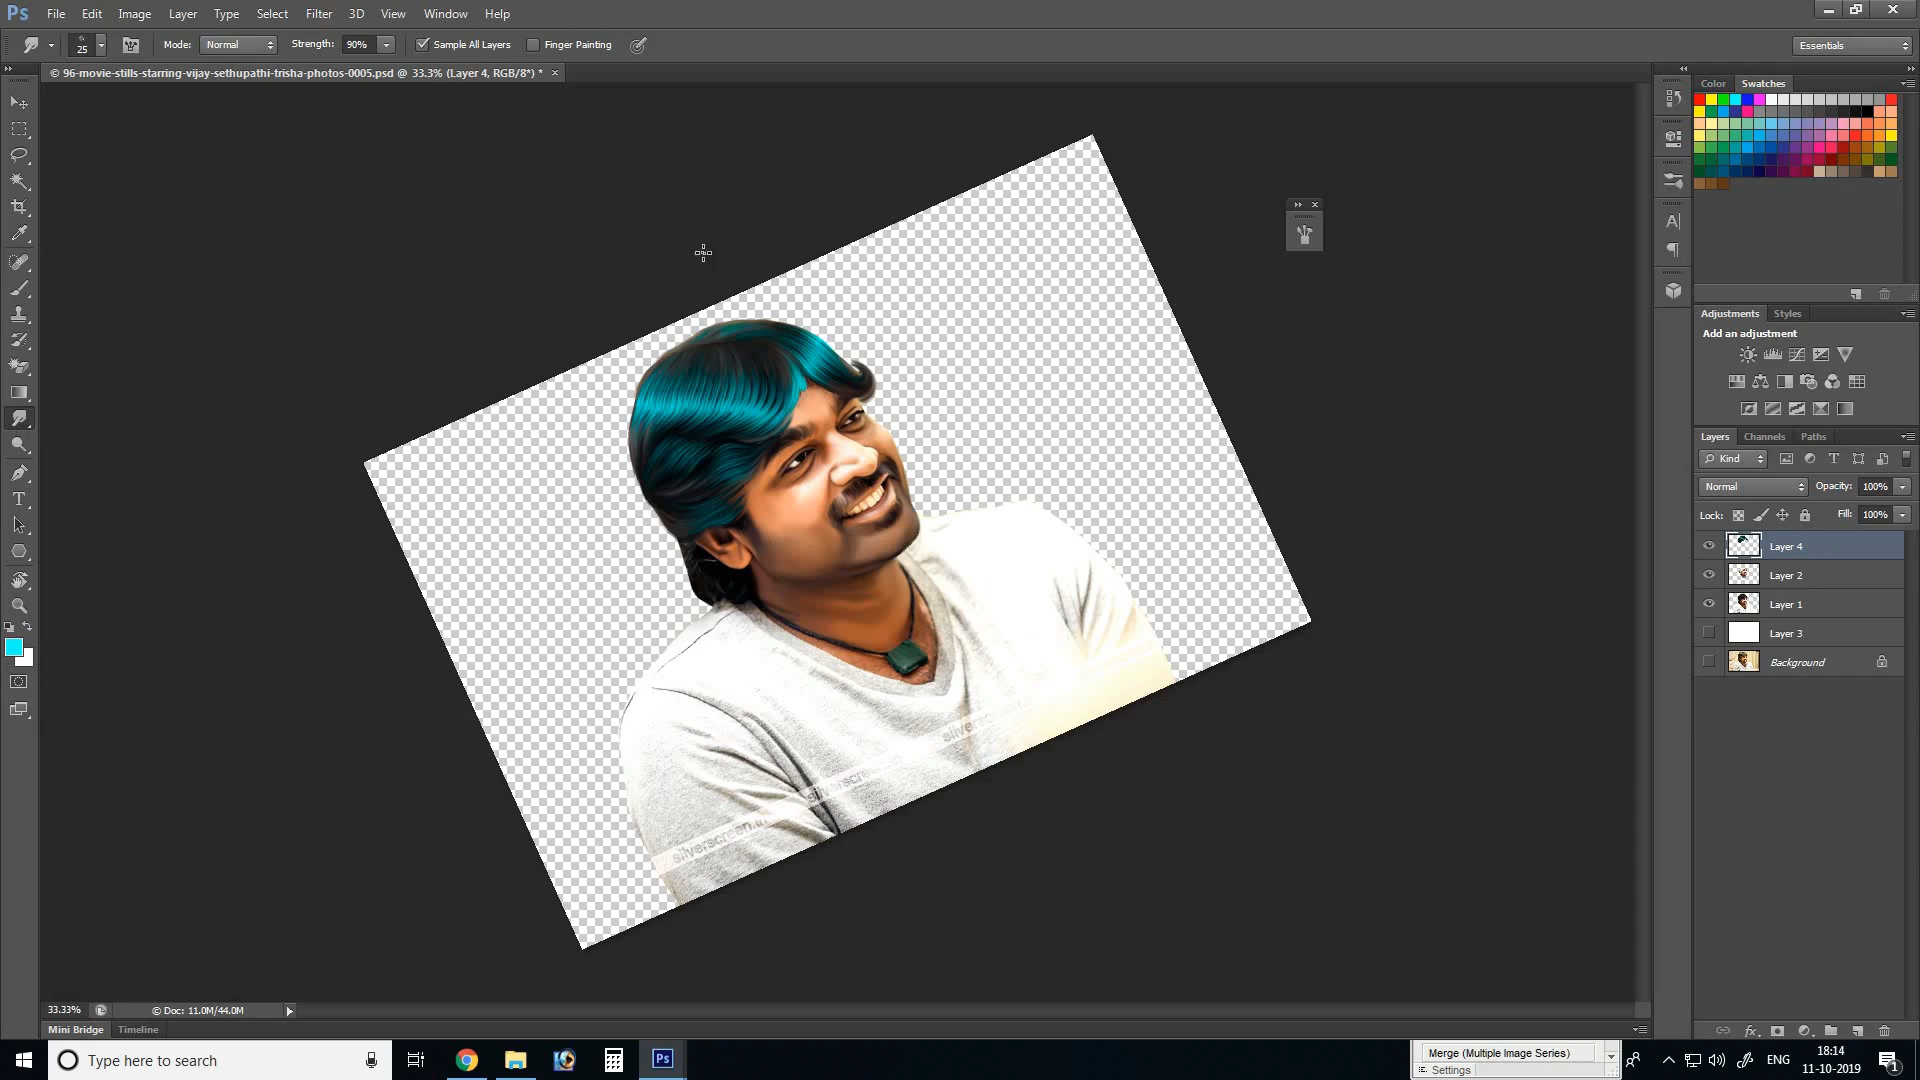 Ps File Edit Image Layer Type Select Filter 3D View Window Help
25 Mode: Normal Strength: 90% Sample All Layers Finger Painting Essentials
© 96-movie-stills-starring-vijay-sethupathi-trisha-photos-0005.psd @ 33.3% (Layer 4, RGB/8*) * ×
Color Swatches
Adjustments Styles
Add an adjustment
Layers Channels Paths
Kind
Normal Opacity: 100%
Lock: Fill: 100%
Layer 4
Layer 2
Layer 1
Layer 3
Background
silverscreen.in
33.33% © Doc: 11.0M/44.0M
Mini Bridge Timeline
Type here to search
Ps
Merge (Multiple Image Series)
Settings
ENG
18:14
11-10-2019
1